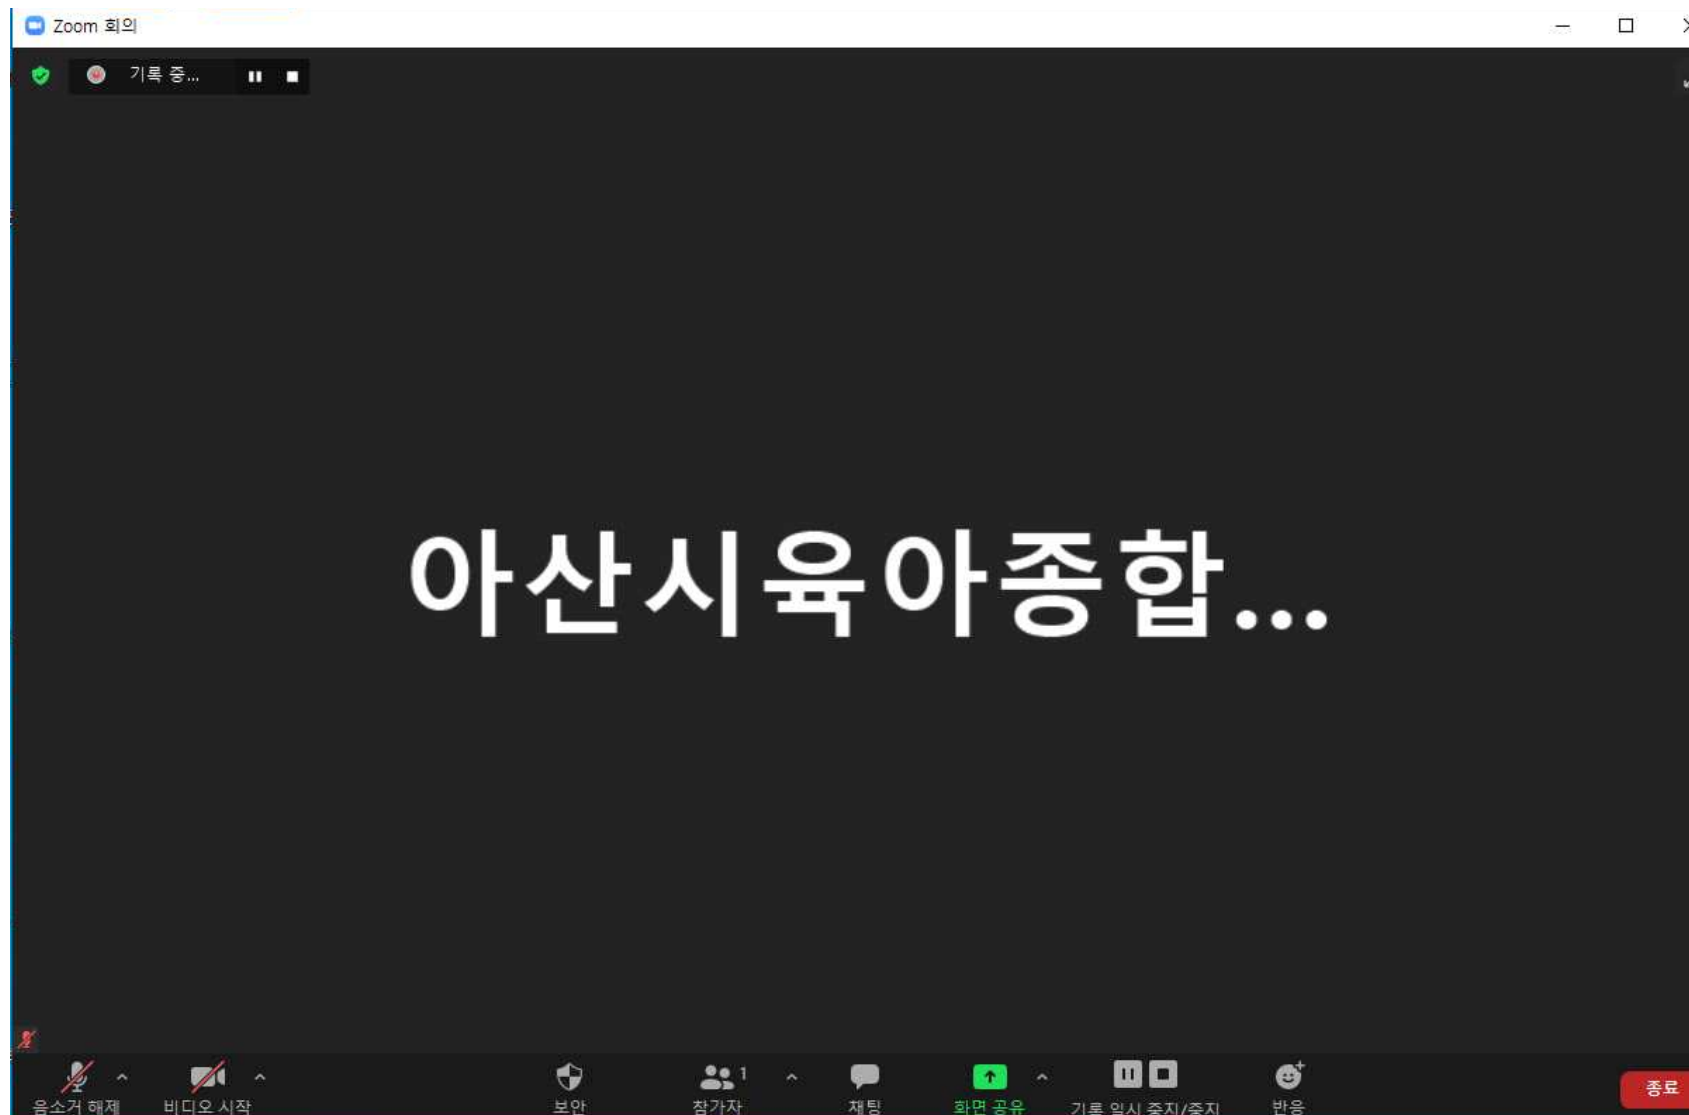 Zoom 회의
기록 중...
아산시육아종합...
음소거 해제
비디오 시작
보안
참가자
1
채팅
화면 공유
기록 일시 중지/중지
반응
종료